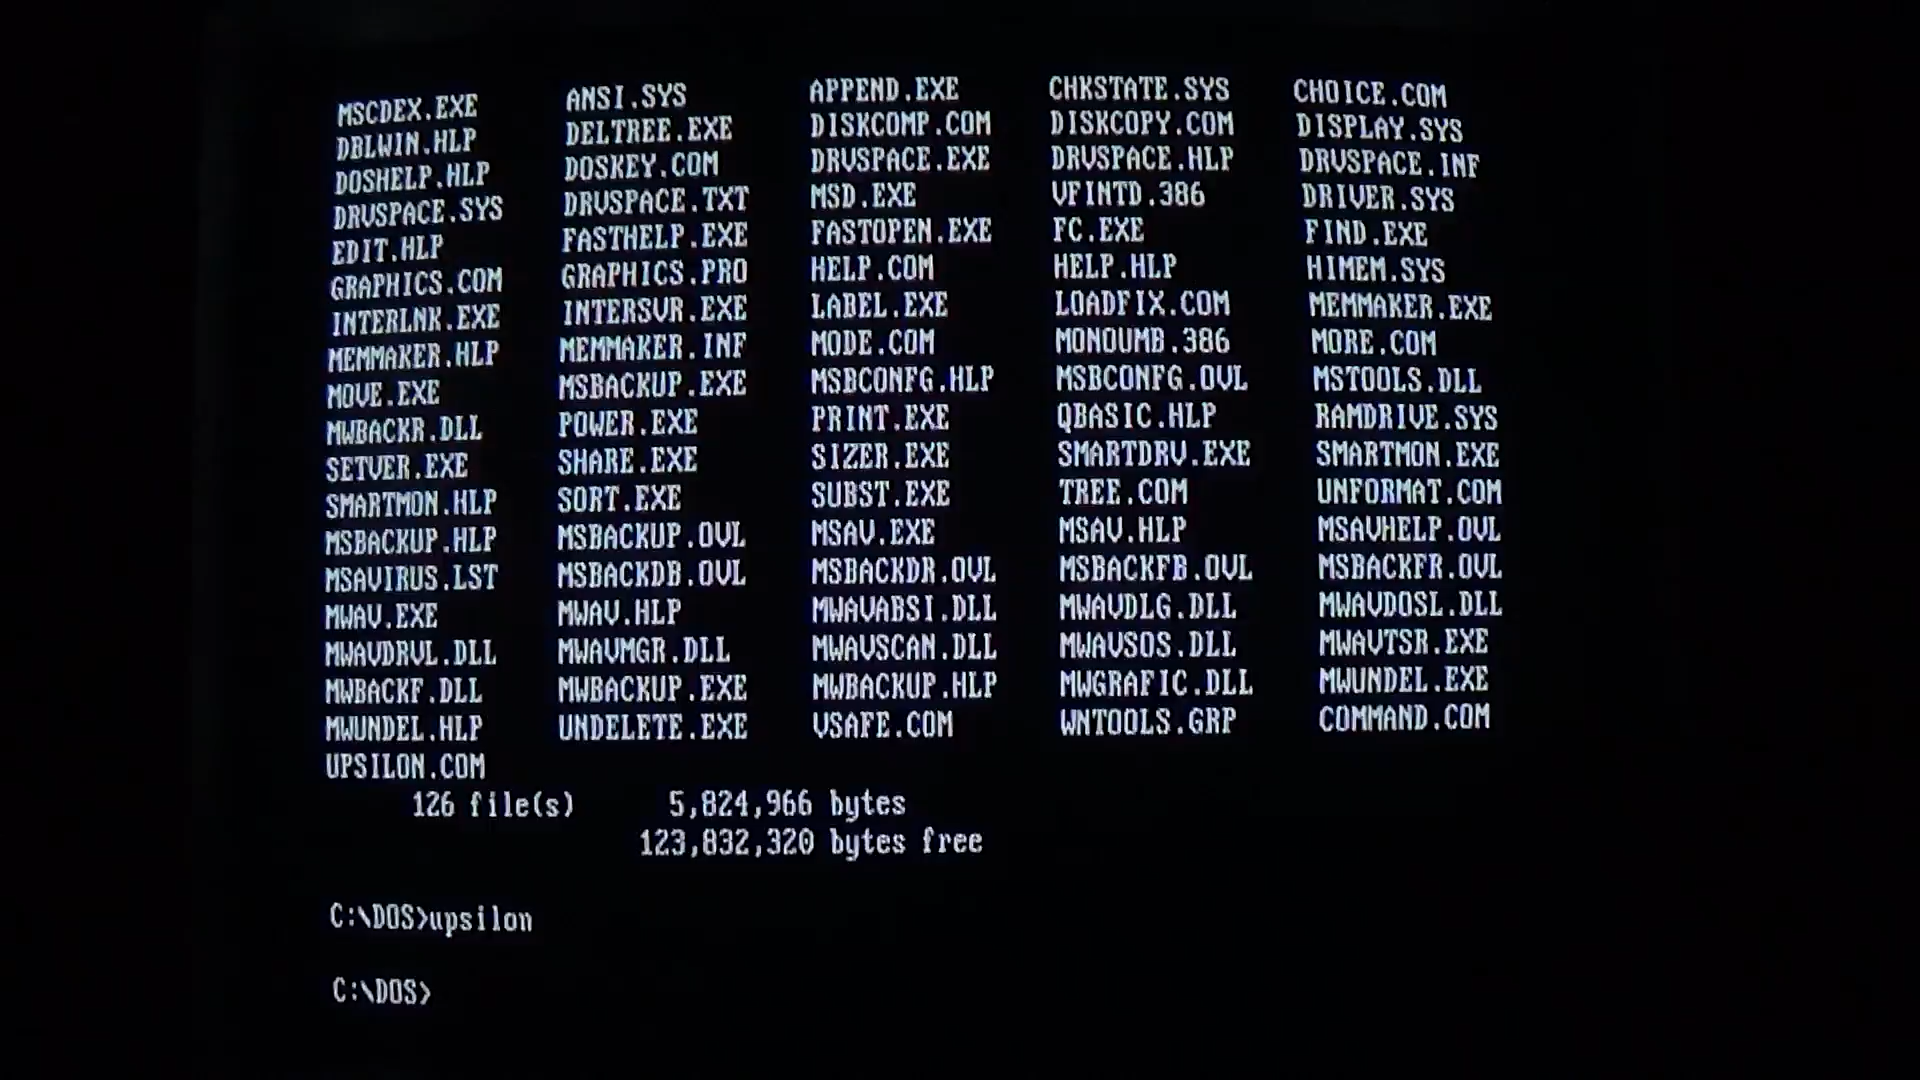 MSCDEX.EXE ANSI.SYS APPEND.EXE CHKSTATE.SYS CHOICE.COM
DBLWIN.HLP DELTREE.EXE DISKCOMP.COM DISKCOPY.COM DISPLAY.SYS
DOSHELP.HLP DOSKEY.COM DRVSPACE.EXE DRVSPACE.HLP DRVSPACE.INF
DRVSPACE.SYS DRVSPACE.TXT MSD.EXE VFINTD.386 DRIVER.SYS
EDIT.HLP FASTHELP.EXE FASTOPEN.EXE FC.EXE FIND.EXE
GRAPHICS.COM GRAPHICS.PRO HELP.COM HELP.HLP HIMEM.SYS
INTERLNK.EXE INTERSVR.EXE LABEL.EXE LOADFIX.COM MEMMAKER.EXE
MEMMAKER.HLP MEMMAKER.INF MODE.COM MONOUMB.386 MORE.COM
MOVE.EXE MSBACKUP.EXE MSBCONFG.HLP MSBCONFG.OVL MSTOOLS.DLL
MWBACKR.DLL POWER.EXE PRINT.EXE QBASIC.HLP RAMDRIVE.SYS
SETVER.EXE SHARE.EXE SIZER.EXE SMARTDRV.EXE SMARTMON.EXE
SMARTMON.HLP SORT.EXE SUBST.EXE TREE.COM UNFORMAT.COM
MSBACKUP.HLP MSBACKUP.OVL MSAV.EXE MSAV.HLP MSAVHELP.OVL
MSAVIRUS.LST MSBACKDB.OVL MSBACKDR.OVL MSBACKFB.OVL MSBACKFR.OVL
MWAV.EXE MWAV.HLP MWAVABSI.DLL MWAVDLG.DLL MWAVDOSL.DLL
MWAVDRVL.DLL MWAVMGR.DLL MWAVSCAN.DLL MWAVSOS.DLL MWAVTSR.EXE
MWBACKF.DLL MWBACKUP.EXE MWBACKUP.HLP MWGRAFIC.DLL MWUNDEL.EXE
MWUNDEL.HLP UNDELETE.EXE VSAFE.COM WNTOOLS.GRP COMMAND.COM
UPSILON.COM
126 file(s) 5,824,966 bytes
123,832,320 bytes free
C:\DOS>upsilon
C:\DOS>